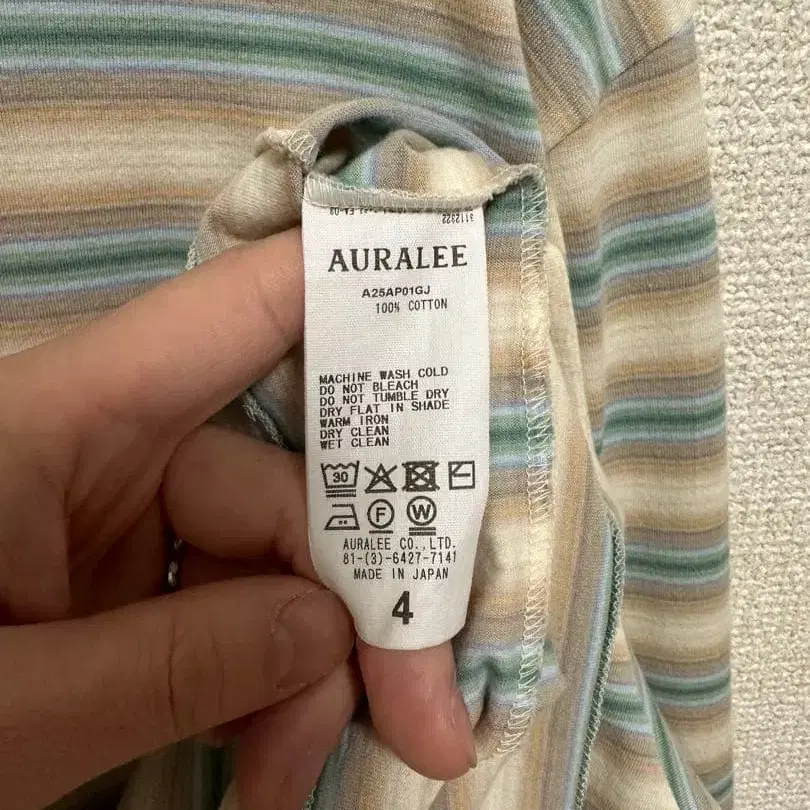 AURALEE
A25AP01GJ
100% COTTON
MACHINE WASH COLD
DO NOT BLEACH
DO NOT TUMBLE DRY
DRY FLAT IN SHADE
WARM IRON
DRY CLEAN
WET CLEAN
30
F W
AURALEE CO.,LTD.
81-(3)-6427-7141
MADE IN JAPAN
4